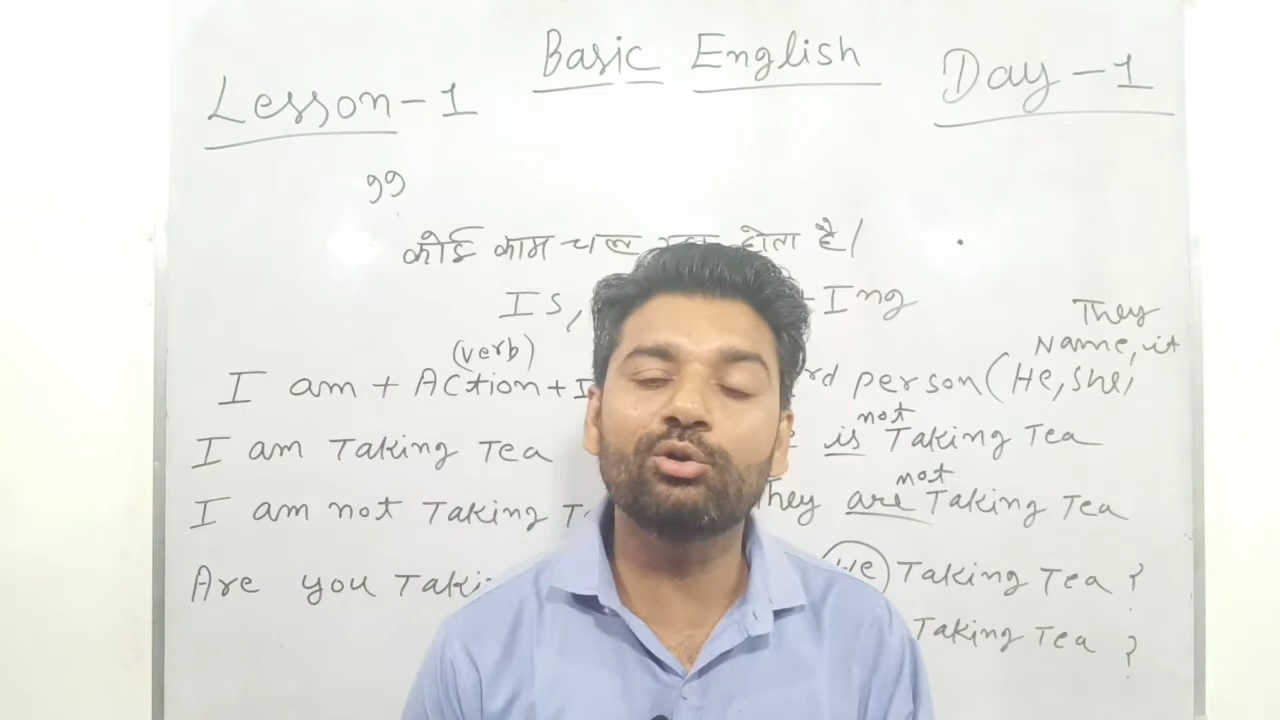 Basic English
Lesson-1
Day-1
99
कोई काम चल होता है।
Is, Ing
They
(verb)
Name, it
I am + Action + rd person (He, She,
not
I am Taking Tea is Taking Tea
not
I am not Taking They are Taking Tea
Are you He Taking Tea ?
Taking Tea ?